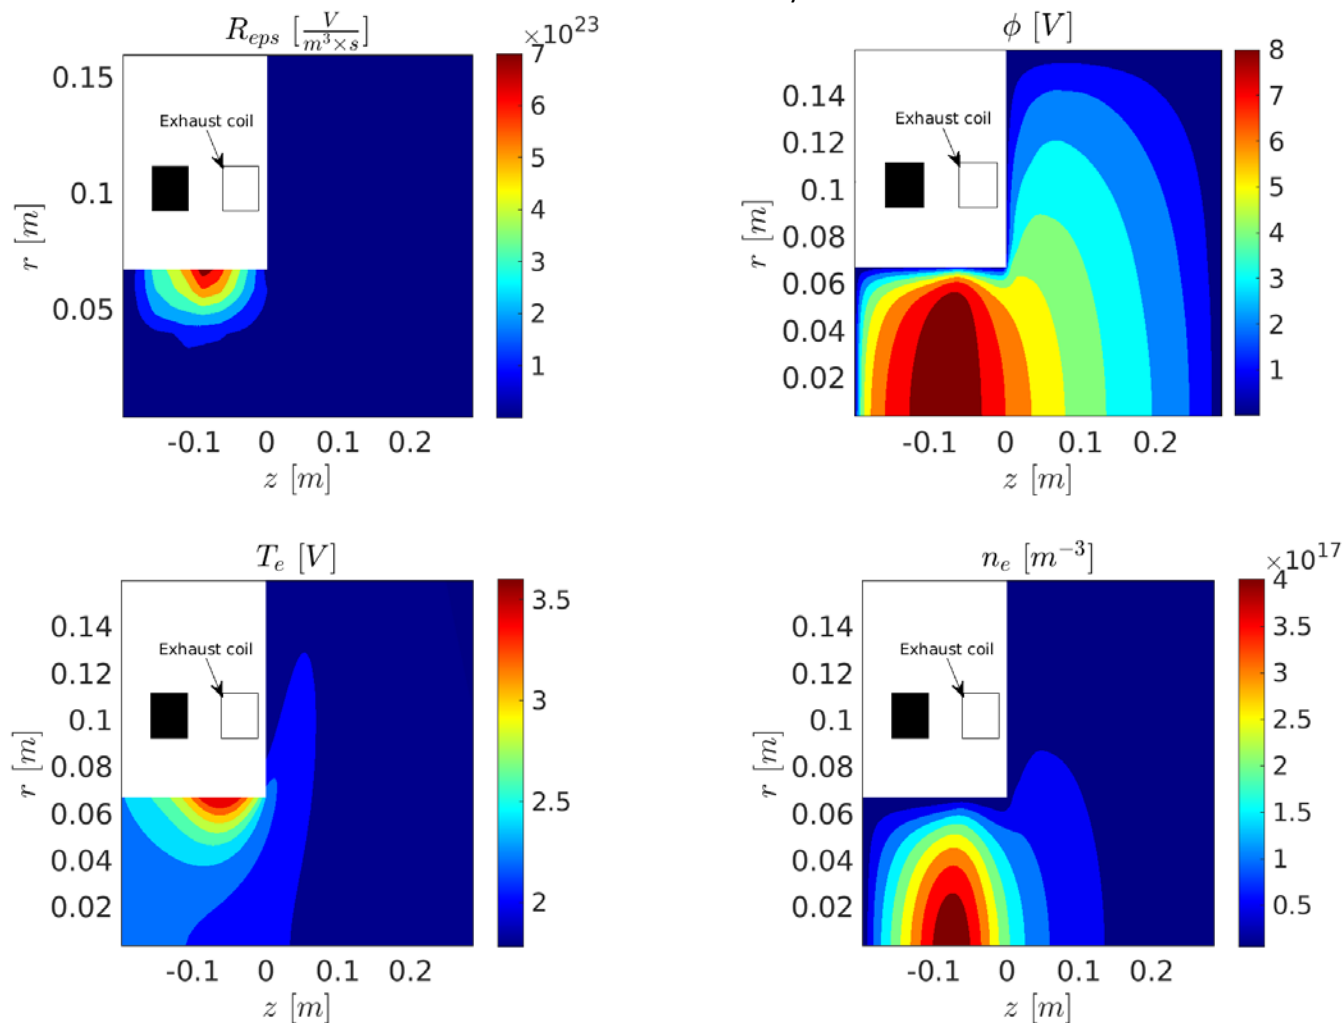 R_{eps} [\frac{V}{m^3 \times s}]
×10^{23}
7
6
5
4
3
2
1
0.15
0.1
0.05
r [m]
Exhaust coil
-0.1 0 0.1 0.2
z [m]
ϕ [V]
8
7
6
5
4
3
2
1
0.14
0.12
0.1
0.08
0.06
0.04
0.02
r [m]
Exhaust coil
-0.1 0 0.1 0.2
z [m]
T_e [V]
3.5
3
2.5
2
0.14
0.12
0.1
0.08
0.06
0.04
0.02
r [m]
Exhaust coil
-0.1 0 0.1 0.2
z [m]
n_e [m^{-3}]
×10^{17}
4
3.5
3
2.5
2
1.5
1
0.5
0.14
0.12
0.1
0.08
0.06
0.04
0.02
r [m]
Exhaust coil
-0.1 0 0.1 0.2
z [m]